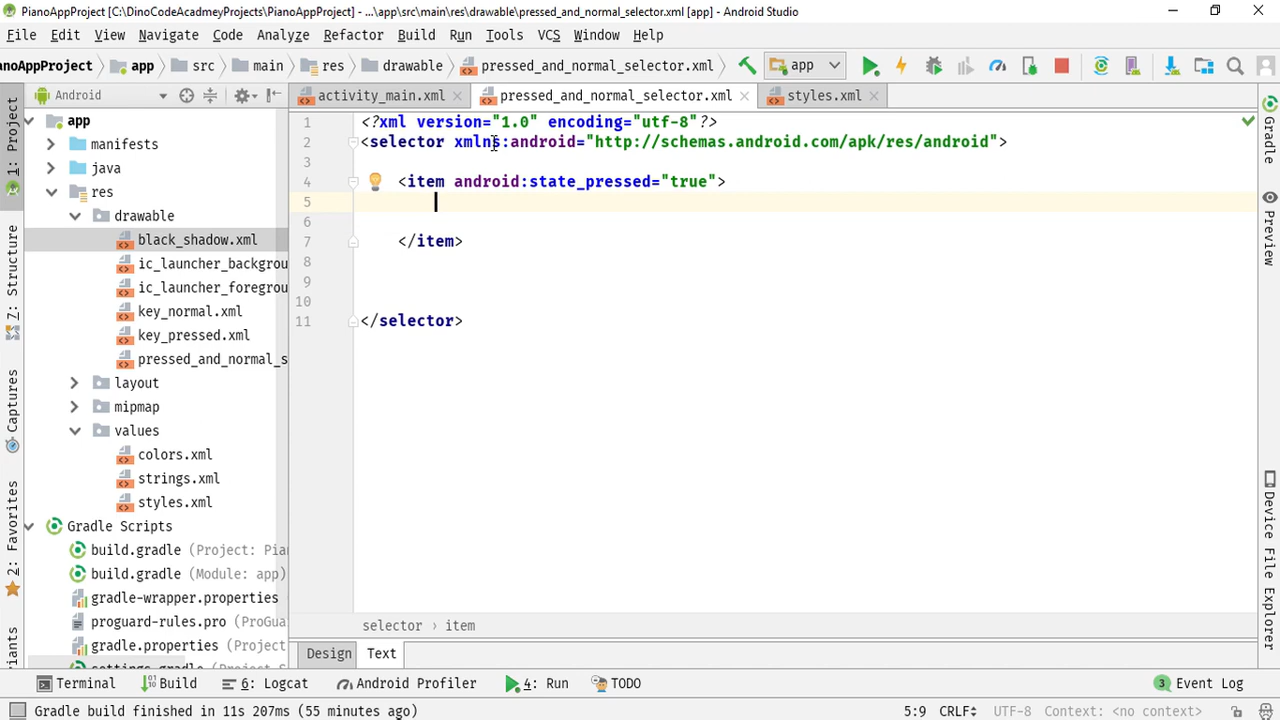 PianoAppProject [C:\DinoCodeAcadmeyProjects\PianoAppProject] - ...\app\src\main\res\drawable\pressed_and_normal_selector.xml [app] - Android Studio
File Edit View Navigate Code Analyze Refactor Build Run Tools VCS Window Help
anoAppProject app src main res drawable pressed_and_normal_selector.xml app
Android activity_main.xml pressed_and_normal_selector.xml styles.xml
1: Project
Z: Structure
Captures
2: Favorites
iants
app
manifests
java
res
drawable
black_shadow.xml
ic_launcher_backgrou
ic_launcher_foregrou
key_normal.xml
key_pressed.xml
pressed_and_normal_s
layout
mipmap
values
colors.xml
strings.xml
styles.xml
Gradle Scripts
build.gradle (Project: Pia
build.gradle (Module: app)
gradle-wrapper.properties
proguard-rules.pro (ProGua
gradle.properties (Project
settings.gradle (Project S
1 <?xml version="1.0" encoding="utf-8"?>
2 <selector xmlns:android="http://schemas.android.com/apk/res/android">
3
4 <item android:state_pressed="true">
5
6
7 </item>
8
9
10
11 </selector>
selector › item
Design Text
Gradle
Preview
Device File Explorer
Terminal Build 6: Logcat Android Profiler 4: Run TODO 3 Event Log
Gradle build finished in 11s 207ms (55 minutes ago) 5:9 CRLF UTF-8 Context: <no context>